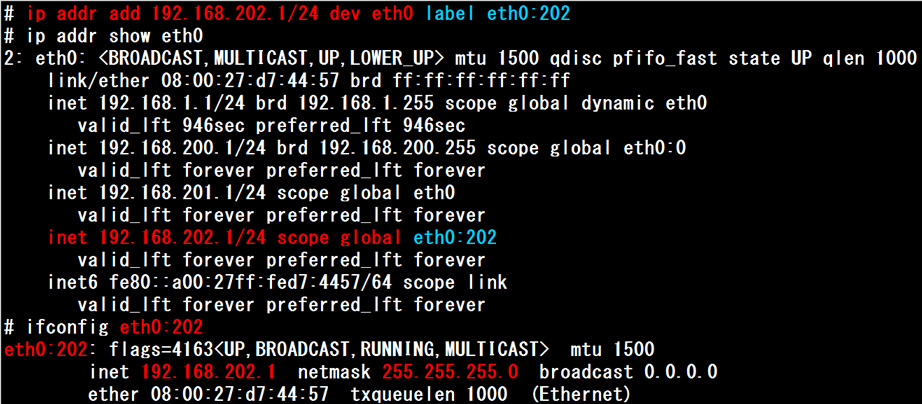 # ip addr add 192.168.202.1/24 dev eth0 label eth0:202
# ip addr show eth0
2: eth0: <BROADCAST,MULTICAST,UP,LOWER_UP> mtu 1500 qdisc pfifo_fast state UP qlen 1000
link/ether 08:00:27:d7:44:57 brd ff:ff:ff:ff:ff:ff
inet 192.168.1.1/24 brd 192.168.1.255 scope global dynamic eth0
valid_lft 946sec preferred_lft 946sec
inet 192.168.200.1/24 brd 192.168.200.255 scope global eth0:0
valid_lft forever preferred_lft forever
inet 192.168.201.1/24 scope global eth0
valid_lft forever preferred_lft forever
inet 192.168.202.1/24 scope global eth0:202
valid_lft forever preferred_lft forever
inet6 fe80::a00:27ff:fed7:4457/64 scope link
valid_lft forever preferred_lft forever
# ifconfig eth0:202
eth0:202: flags=4163<UP,BROADCAST,RUNNING,MULTICAST>  mtu 1500
inet 192.168.202.1  netmask 255.255.255.0  broadcast 0.0.0.0
ether 08:00:27:d7:44:57  txqueuelen 1000  (Ethernet)